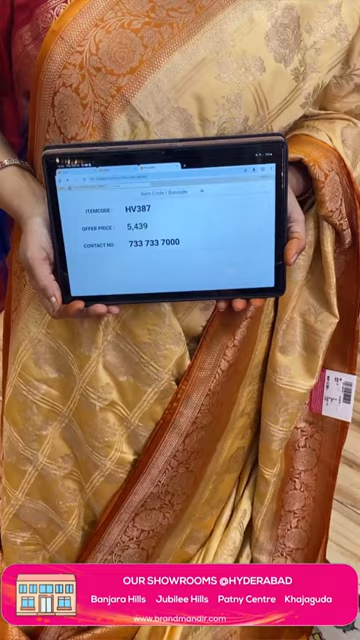 Item Code / Barcode
ITEMCODE : HV387
OFFER PRICE : 5,439
CONTACT NO : 733 733 7000
OUR SHOWROOMS @HYDERABAD
Banjara Hills Jubilee Hills Patny Centre Khajaguda
www.brandmandir.com